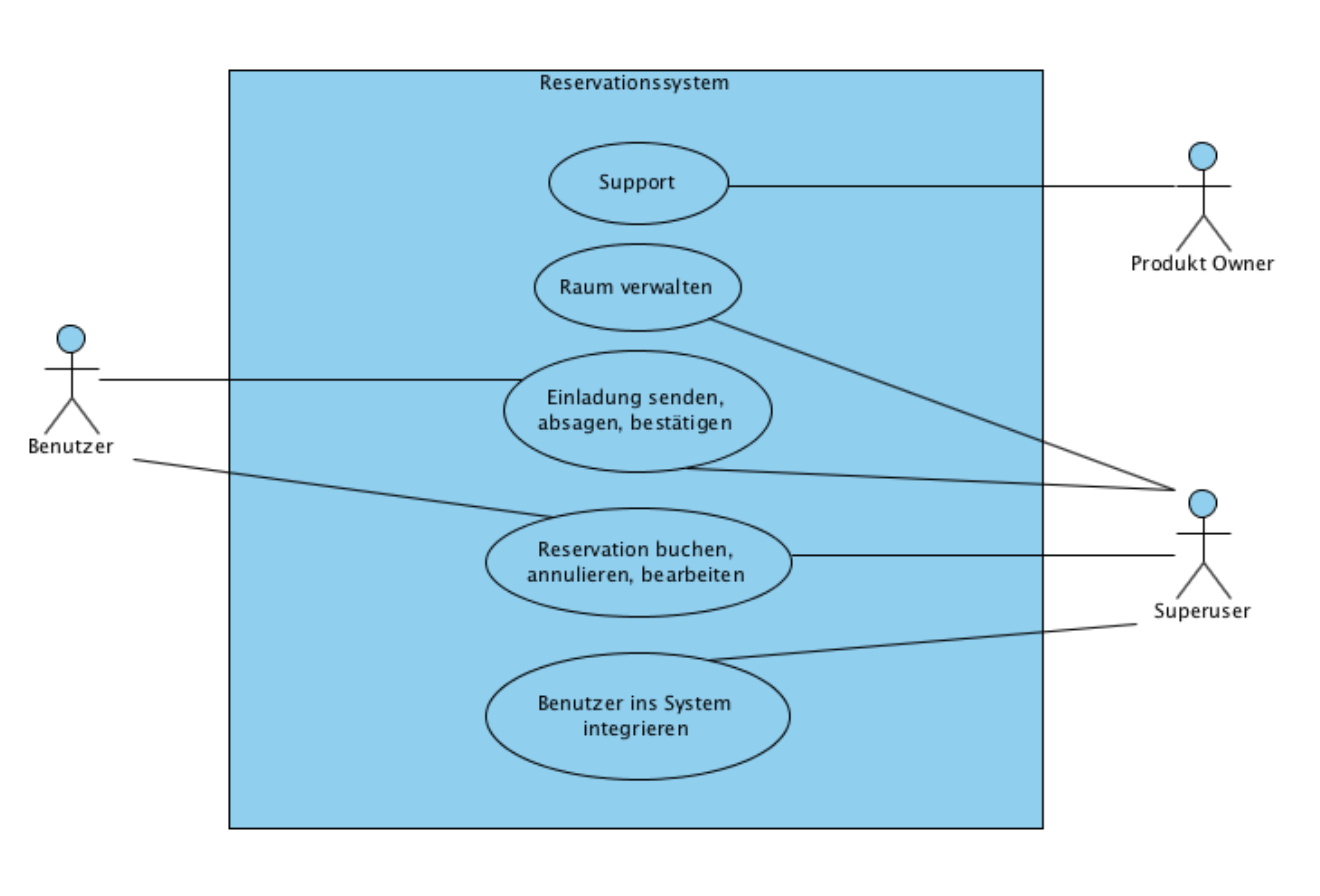 Reservationssystem
Support
Produkt Owner
Raum verwalten
Einladung senden,
absagen, bestätigen
Benutzer
Reservation buchen,
annulieren, bearbeiten
Superuser
Benutzer ins System
integrieren